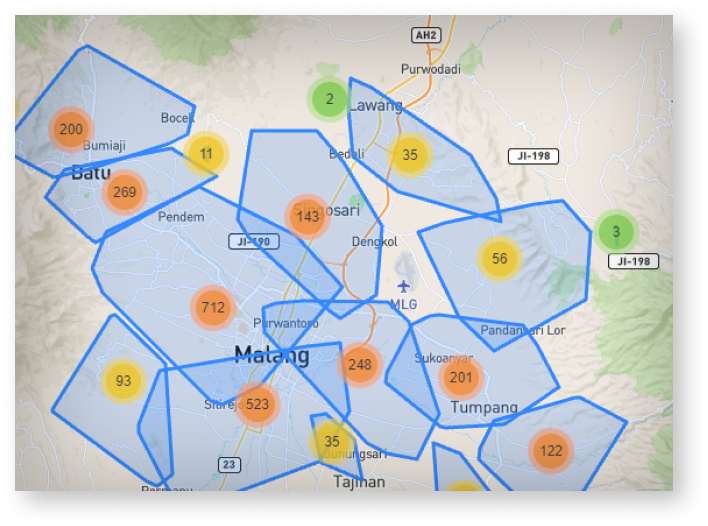 AH2
Purwodadi
2
Lawang
200
Bocek
Bumiaji
11
Bedali
35
JI-198
Batu
269
Pendem
143
Singosari
JI-190
Dengkol
56
3
JI-198
MLG
712
Purwantoro
Pandansari Lor
Malang
248
Sukoanyar
93
201
523
Tumpang
35
Gunungsari
122
23
Tajinan